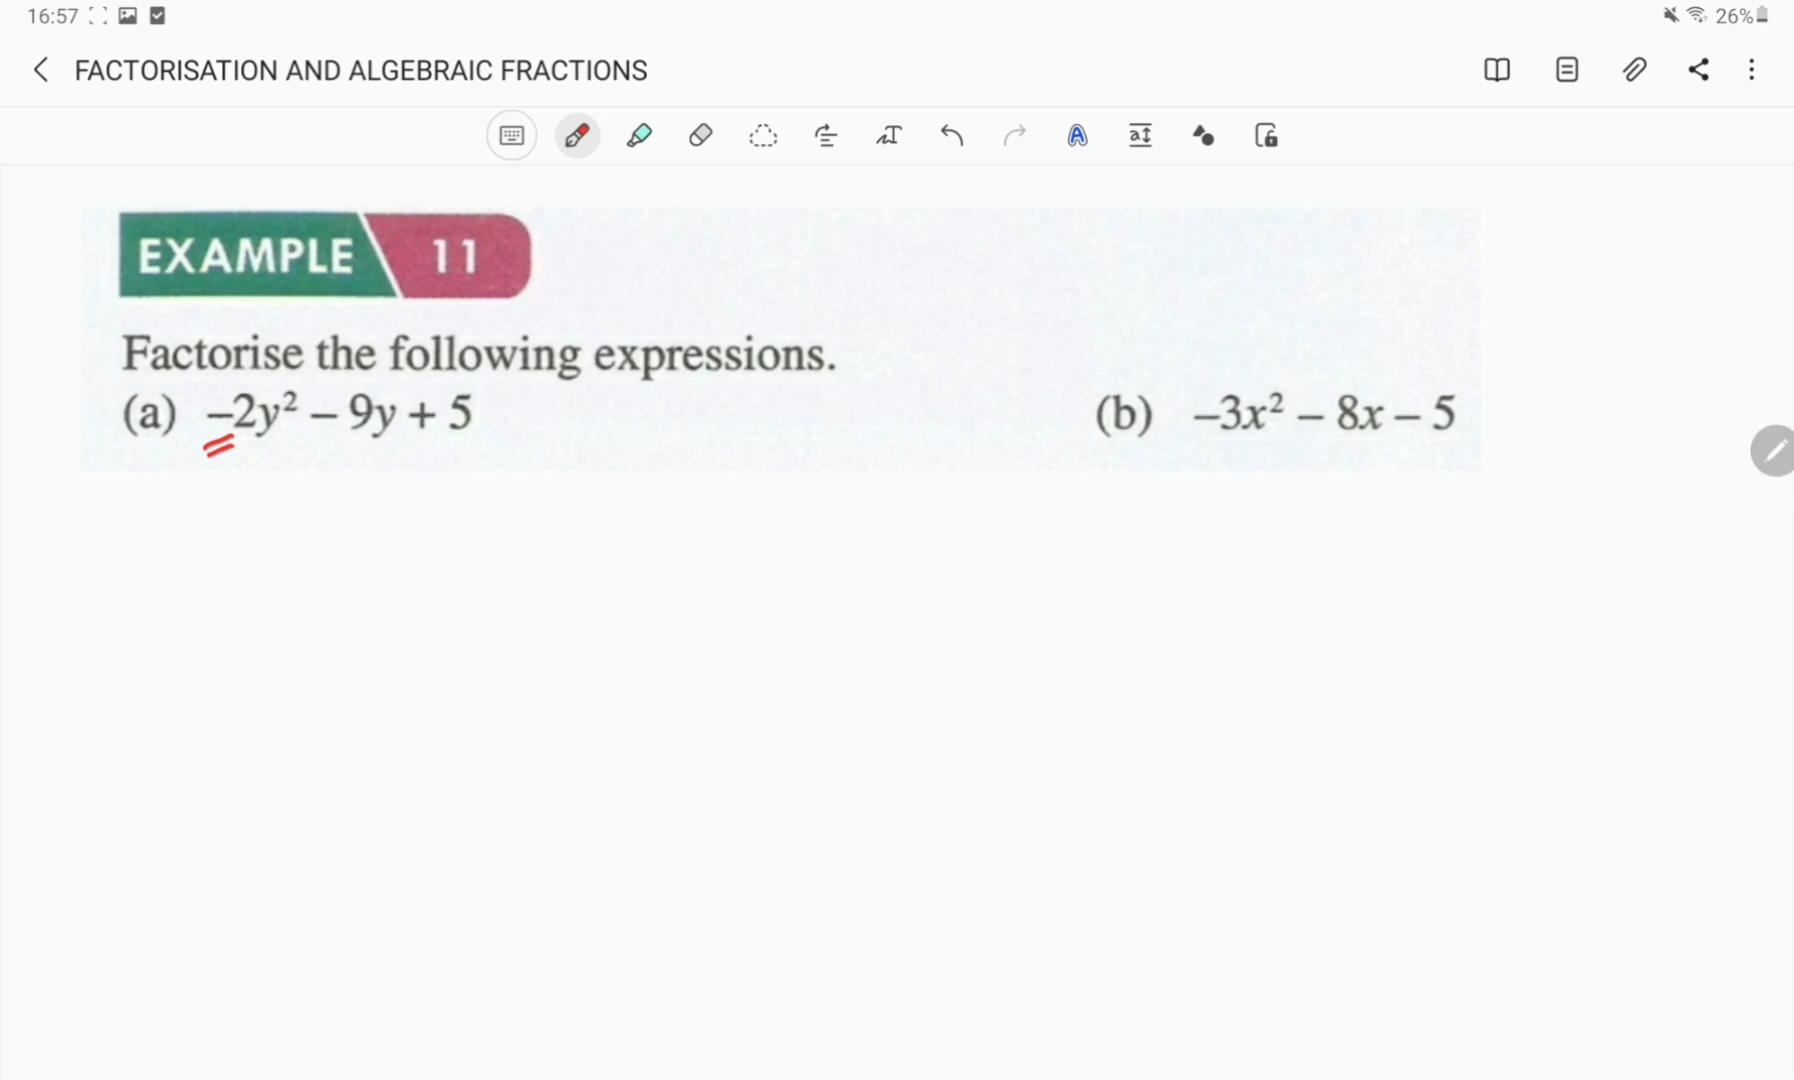 16:57
26%
FACTORISATION AND ALGEBRAIC FRACTIONS
A a
EXAMPLE 11
Factorise the following expressions.
(a) –2y² – 9y + 5 (b) –3x² – 8x – 5